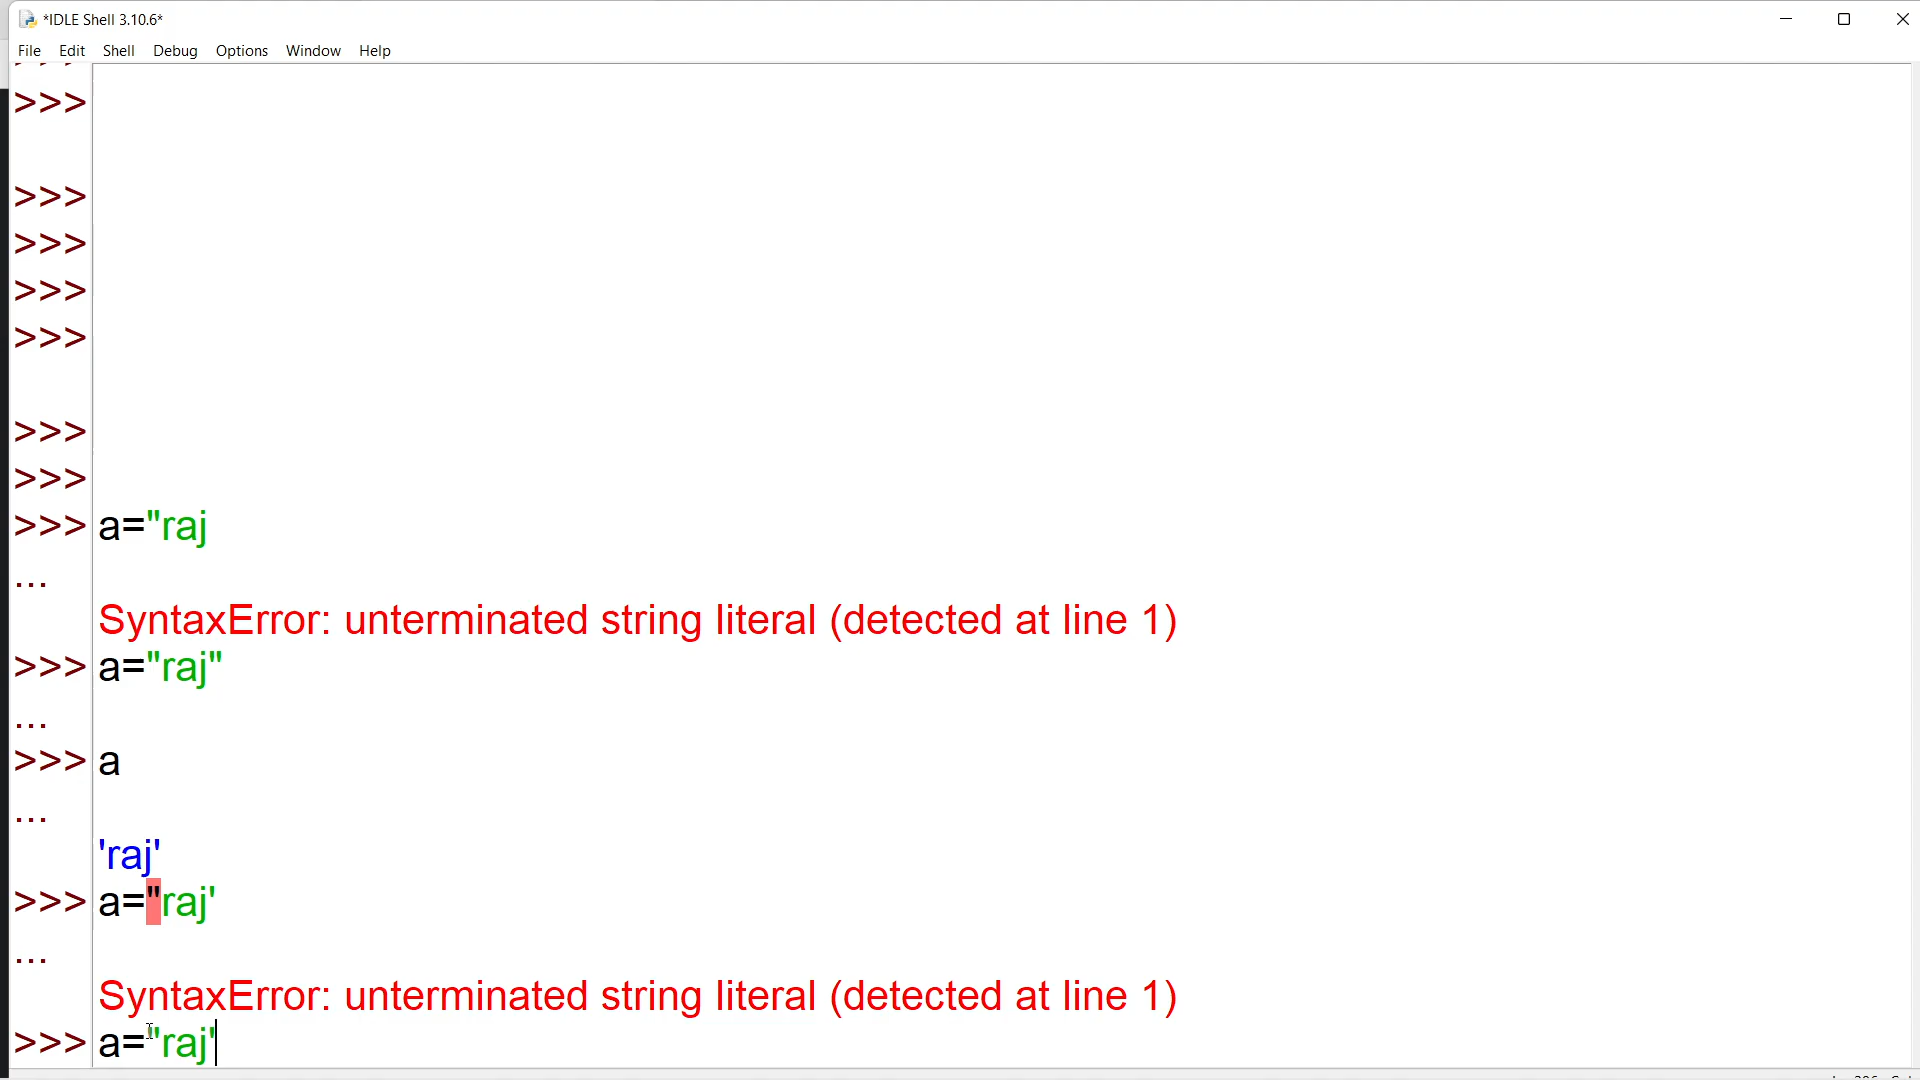 *IDLE Shell 3.10.6*
File Edit Shell Debug Options Window Help
>>>
>>>
>>>
>>>
>>>
>>>
>>>
>>> a="raj
...
SyntaxError: unterminated string literal (detected at line 1)
>>> a="raj"
...
>>> a
...
'raj'
>>> a="raj'
...
SyntaxError: unterminated string literal (detected at line 1)
>>> a="raj'